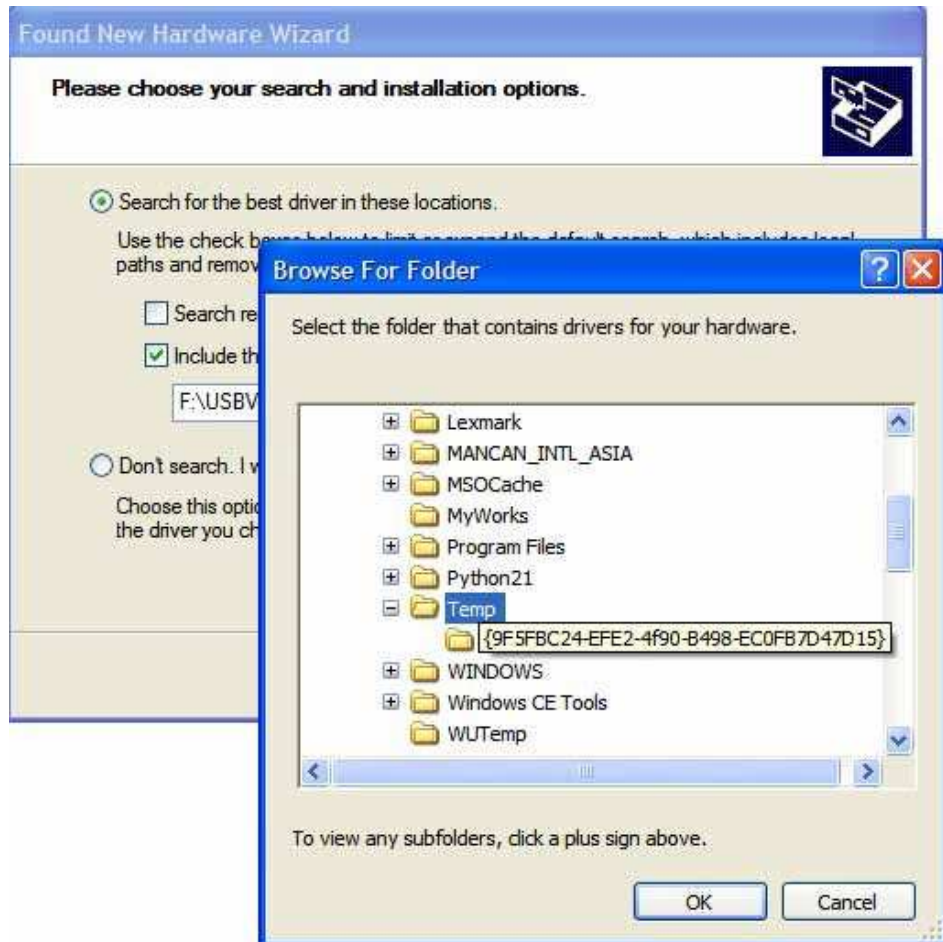 Found New Hardware Wizard
Please choose your search and installation options.
Search for the best driver in these locations.
Use the check
paths and remov
Search re
Include th
F:\USBV
Don't search. I w
Choose this optio
the driver you ch
Browse For Folder
Select the folder that contains drivers for your hardware.
Lexmark
MANCAN_INTL_ASIA
MSOCache
MyWorks
Program Files
Python21
Temp
{9F5FBC24-EFE2-4f90-B498-EC0FB7D47D15}
WINDOWS
Windows CE Tools
WUTemp
To view any subfolders, click a plus sign above.
OK
Cancel